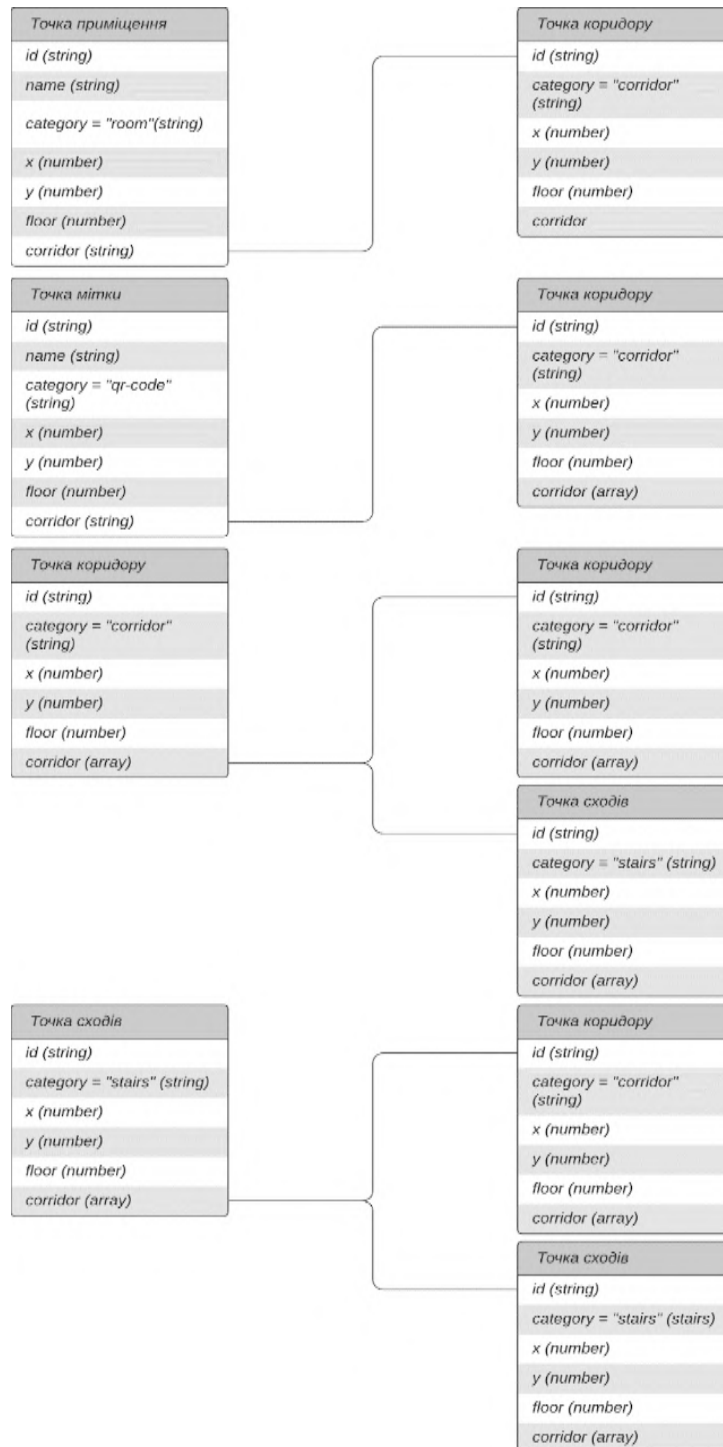 Точка приміщення
id (string)
name (string)
category = "room"(string)
x (number)
y (number)
floor (number)
corridor (string)
Точка коридору
id (string)
category = "corridor"
(string)
x (number)
y (number)
floor (number)
corridor
Точка мітки
id (string)
name (string)
category = "qr-code"
(string)
x (number)
y (number)
floor (number)
corridor (string)
Точка коридору
id (string)
category = "corridor"
(string)
x (number)
y (number)
floor (number)
corridor (array)
Точка коридору
id (string)
category = "corridor"
(string)
x (number)
y (number)
floor (number)
corridor (array)
Точка коридору
id (string)
category = "corridor"
(string)
x (number)
y (number)
floor (number)
corridor (array)
Точка сходів
id (string)
category = "stairs" (string)
x (number)
y (number)
floor (number)
corridor (array)
Точка сходів
id (string)
category = "stairs" (string)
x (number)
y (number)
floor (number)
corridor (array)
Точка коридору
id (string)
category = "corridor"
(string)
x (number)
y (number)
floor (number)
corridor (array)
Точка сходів
id (string)
category = "stairs" (stairs)
x (number)
y (number)
floor (number)
corridor (array)